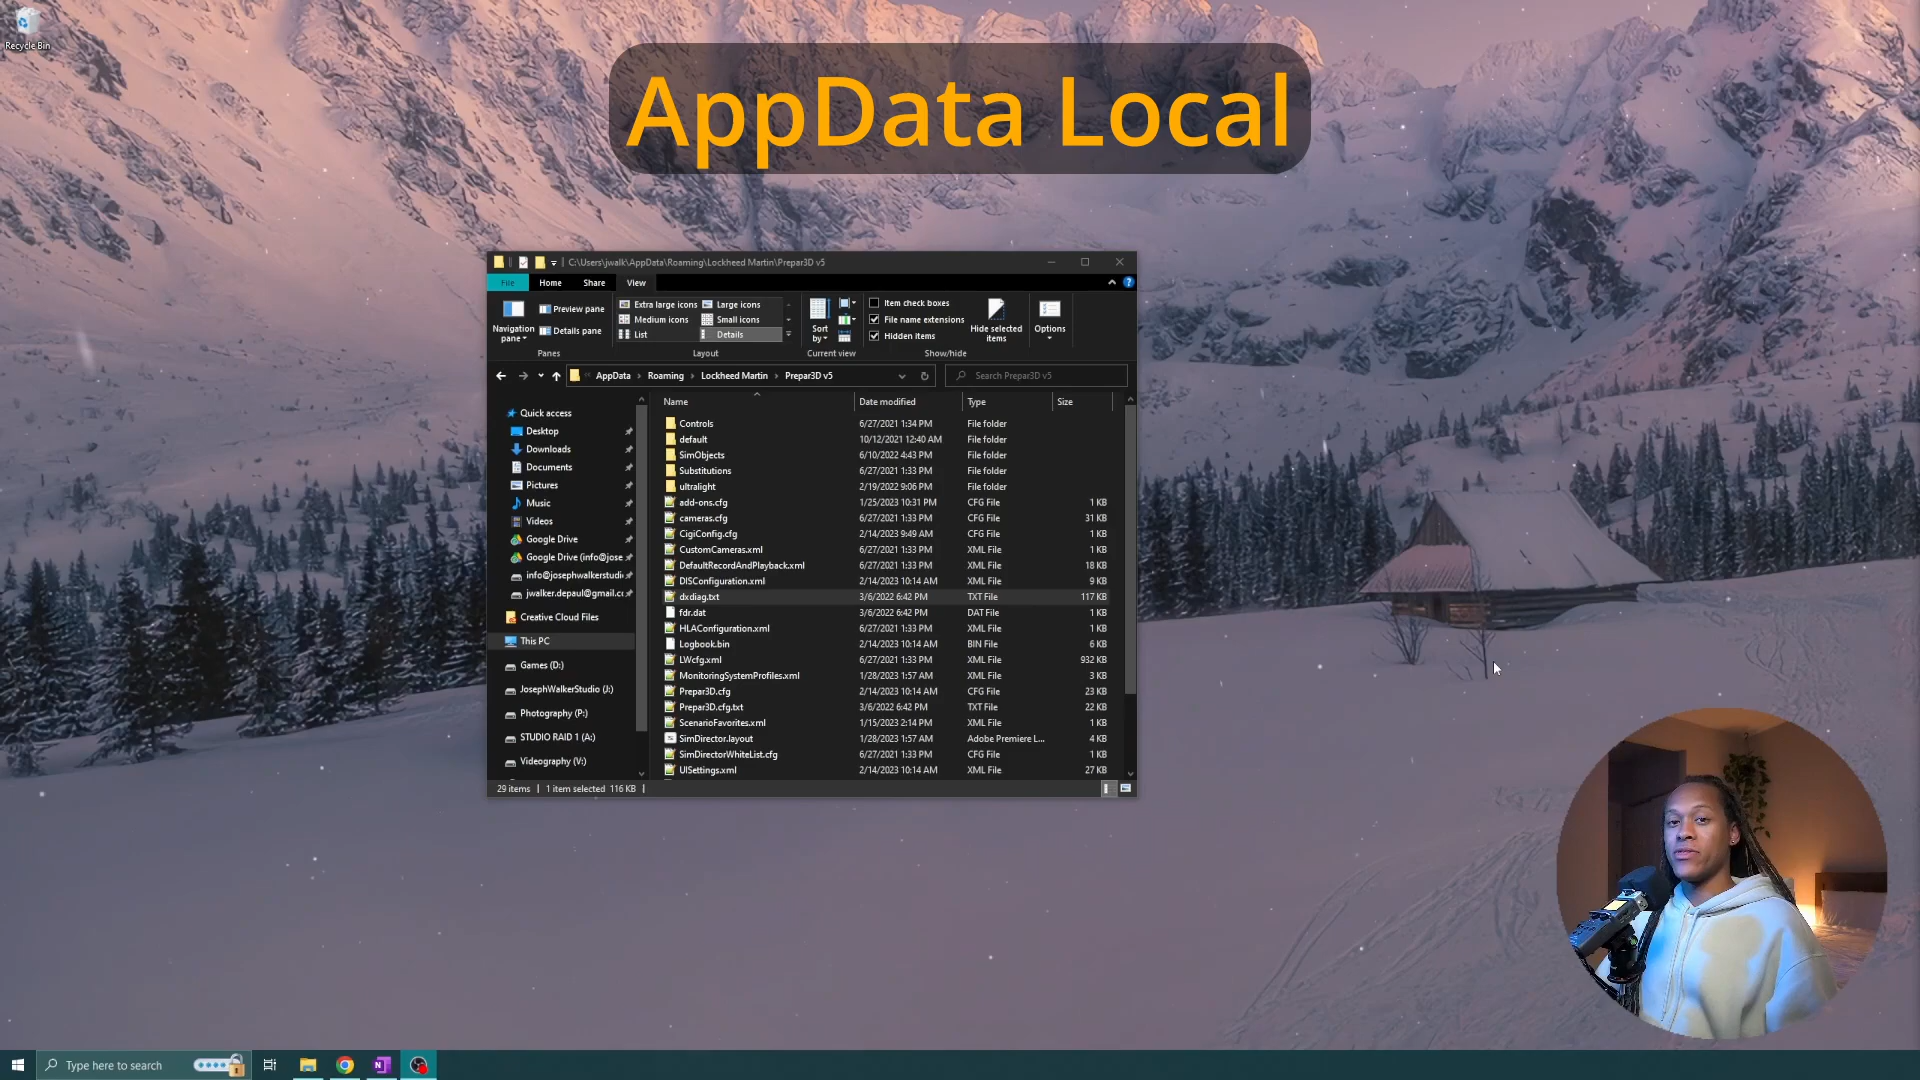 Recycle Bin
AppData Local
C:\Users\jwalk\AppData\Roaming\Lockheed Martin\Prepar3D v5
File Home Share View
Navigation pane
Preview pane
Details pane
Panes
Extra large icons Large icons
Medium icons Small icons
List Details
Layout
Sort by
Current view
Item check boxes
File name extensions
Hidden items
Hide selected items
Show/hide
Options
AppData › Roaming › Lockheed Martin › Prepar3D v5
Search Prepar3D v5
Quick access
Desktop
Downloads
Documents
Pictures
Music
Videos
Google Drive
Google Drive (info@jose
info@josephwalkerstudi
jwalker.depaul@gmail.cc
Creative Cloud Files
This PC
Games (D:)
JosephWalkerStudio (J:)
Photography (P:)
STUDIO RAID 1 (A:)
Videography (V:)
Name Date modified Type Size
Controls 6/27/2021 1:34 PM File folder
default 10/12/2021 12:40 AM File folder
SimObjects 6/10/2022 4:43 PM File folder
Substitutions 6/27/2021 1:33 PM File folder
ultralight 2/19/2022 9:06 PM File folder
add-ons.cfg 1/25/2023 10:31 PM CFG File 1 KB
cameras.cfg 6/27/2021 1:33 PM CFG File 31 KB
CigiConfig.cfg 2/14/2023 9:49 AM CFG File 1 KB
CustomCameras.xml 6/27/2021 1:33 PM XML File 1 KB
DefaultRecordAndPlayback.xml 6/27/2021 1:33 PM XML File 18 KB
DISConfiguration.xml 2/14/2023 10:14 AM XML File 9 KB
dxdiag.txt 3/6/2022 6:42 PM TXT File 117 KB
fdr.dat 3/6/2022 6:42 PM DAT File 1 KB
HLAConfiguration.xml 6/27/2021 1:33 PM XML File 1 KB
Logbook.bin 2/14/2023 10:14 AM BIN File 6 KB
LWcfg.xml 6/27/2021 1:33 PM XML File 932 KB
MonitoringSystemProfiles.xml 1/28/2023 1:57 AM XML File 3 KB
Prepar3D.cfg 2/14/2023 10:14 AM CFG File 23 KB
Prepar3D.cfg.txt 3/6/2022 6:42 PM TXT File 22 KB
ScenarioFavorites.xml 1/15/2023 2:14 PM XML File 1 KB
SimDirector.layout 1/28/2023 1:57 AM Adobe Premiere L... 4 KB
SimDirectorWhiteList.cfg 6/27/2021 1:33 PM CFG File 1 KB
UISettings.xml 2/14/2023 10:14 AM XML File 27 KB
29 items 1 item selected 116 KB
Type here to search